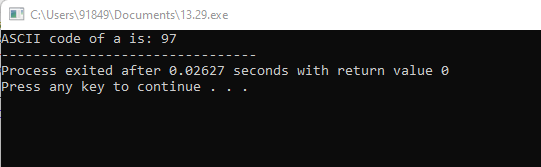 C:\Users\91849\Documents\13.29.exe
ASCII code of a is: 97
--------------------------------
Process exited after 0.02627 seconds with return value 0
Press any key to continue . . .